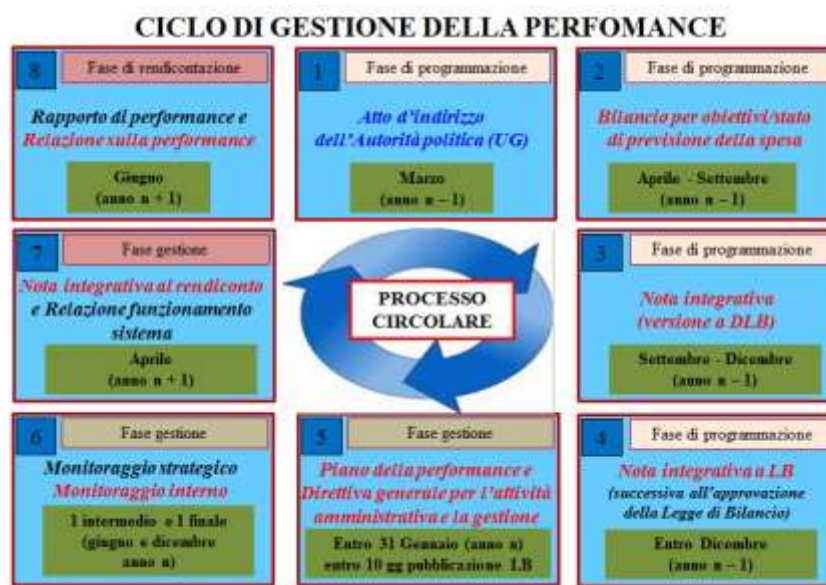 CICLO DI GESTIONE DELLA PERFOMANCE
8
Fase di rendicontazione
Rapporto di performance e
Relazione sulla performance
Giugno
(anno n + 1)
1
Fase di programmazione
Atto d'indirizzo
dell'Autorità politica (UG)
Marzo
(anno n – 1)
2
Fase di programmazione
Bilancio per obiettivi/stato
di previsione della spesa
Aprile - Settembre
(anno n – 1)
7
Fase gestione
Nota integrativa al rendiconto
e Relazione funzionamento
sistema
Aprile
(anno n + 1)
PROCESSO
CIRCOLARE
3
Fase di programmazione
Nota integrativa
(versione a DLB)
Settembre - Dicembre
(anno n – 1)
6
Fase gestione
Monitoraggio strategico
Monitoraggio interno
1 intermedio e 1 finale
(giugno e dicembre
anno n)
5
Fase gestione
Piano della performance e
Direttiva generale per l'attività
amministrativa e la gestione
Entro 31 Gennaio (anno n)
entro 10 gg pubblicazione LB
4
Fase di programmazione
Nota integrativa a LB
(successiva all'approvazione
della Legge di Bilancio)
Entro Dicembre
(anno n – 1)